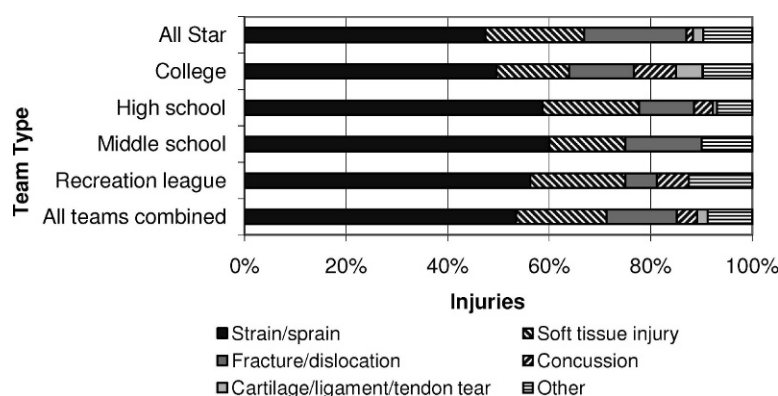 Team Type
All Star
College
High school
Middle school
Recreation league
All teams combined
0% 20% 40% 60% 80% 100%
Injuries
Strain/sprain Soft tissue injury
Fracture/dislocation Concussion
Cartilage/ligament/tendon tear Other